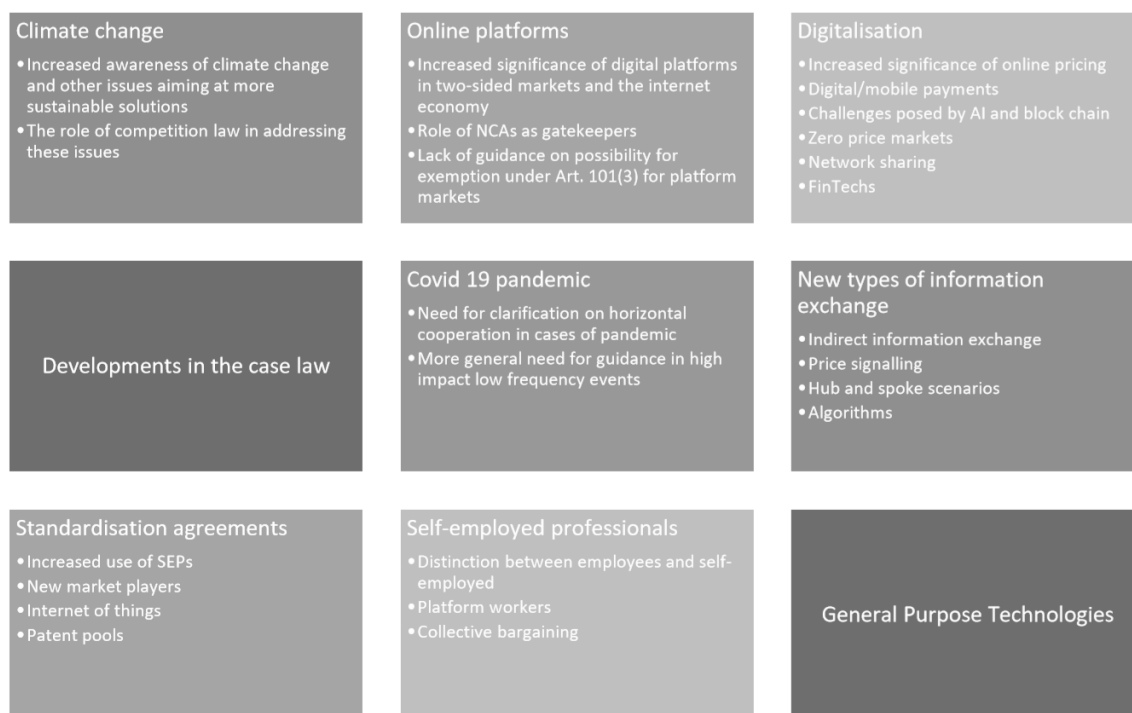 Climate change
•Increased awareness of climate change
and other issues aiming at more
sustainable solutions
•The role of competition law in addressing
these issues
Online platforms
•Increased significance of digital platforms
in two-sided markets and the internet
economy
•Role of NCAs as gatekeepers
•Lack of guidance on possibility for
exemption under Art. 101(3) for platform
markets
Digitalisation
•Increased significance of online pricing
•Digital/mobile payments
•Challenges posed by AI and block chain
•Zero price markets
•Network sharing
•FinTechs
Developments in the case law
Covid 19 pandemic
•Need for clarification on horizontal
cooperation in cases of pandemic
•More general need for guidance in high
impact low frequency events
New types of information
exchange
•Indirect information exchange
•Price signalling
•Hub and spoke scenarios
•Algorithms
Standardisation agreements
•Increased use of SEPs
•New market players
•Internet of things
•Patent pools
Self-employed professionals
•Distinction between employees and self-
employed
•Platform workers
•Collective bargaining
General Purpose Technologies